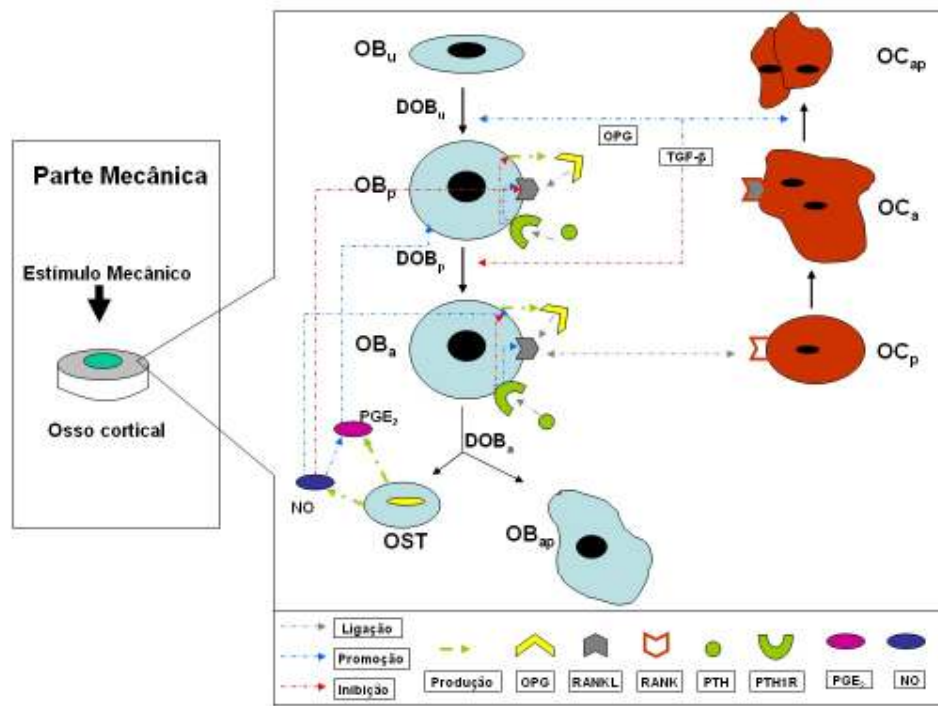 Parte Mecânica
Estímulo Mecânico
Osso cortical
OBu
DOBu
OBp
DOBp
OBa
DOBa
PGE2
NO
OST
OBap
OPG
TGF-β
OCap
OCa
OCp
Ligação
Promoção
Inibição
Produção
OPG
RANKL
RANK
PTH
PTH1R
PGE2
NO